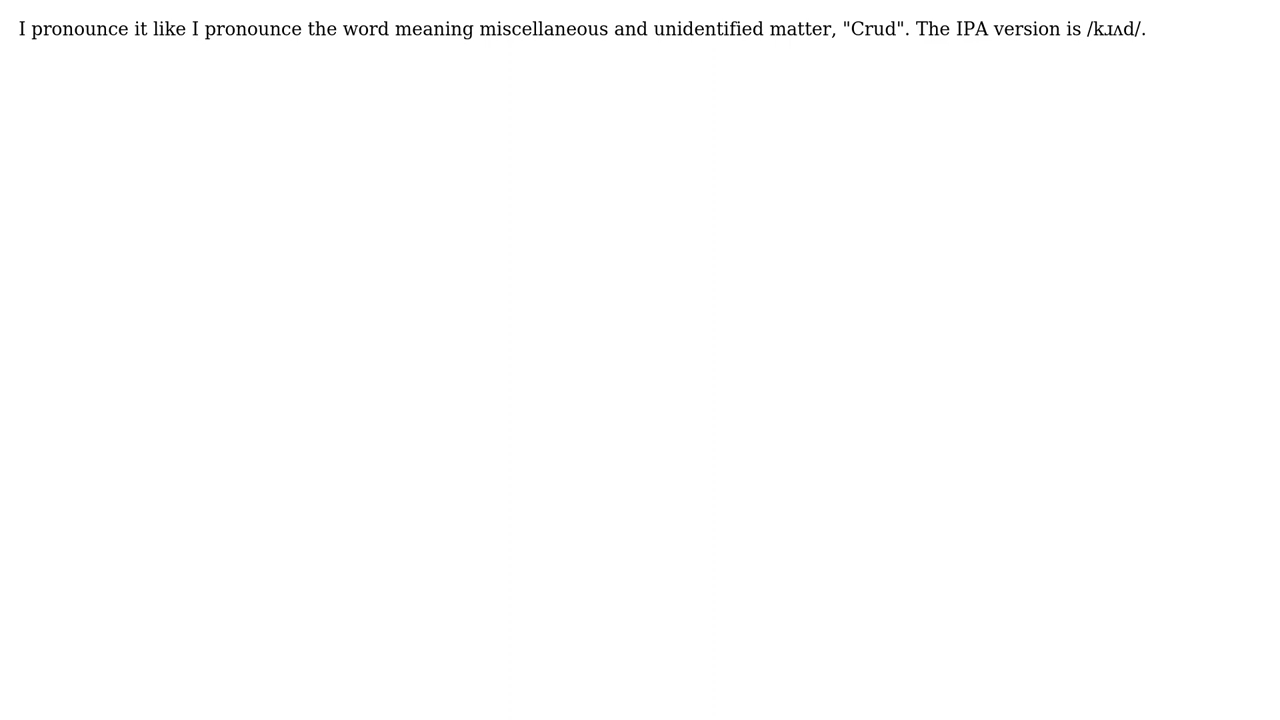 I pronounce it like I pronounce the word meaning miscellaneous and unidentified matter, "Crud". The IPA version is /kɹʌd/.